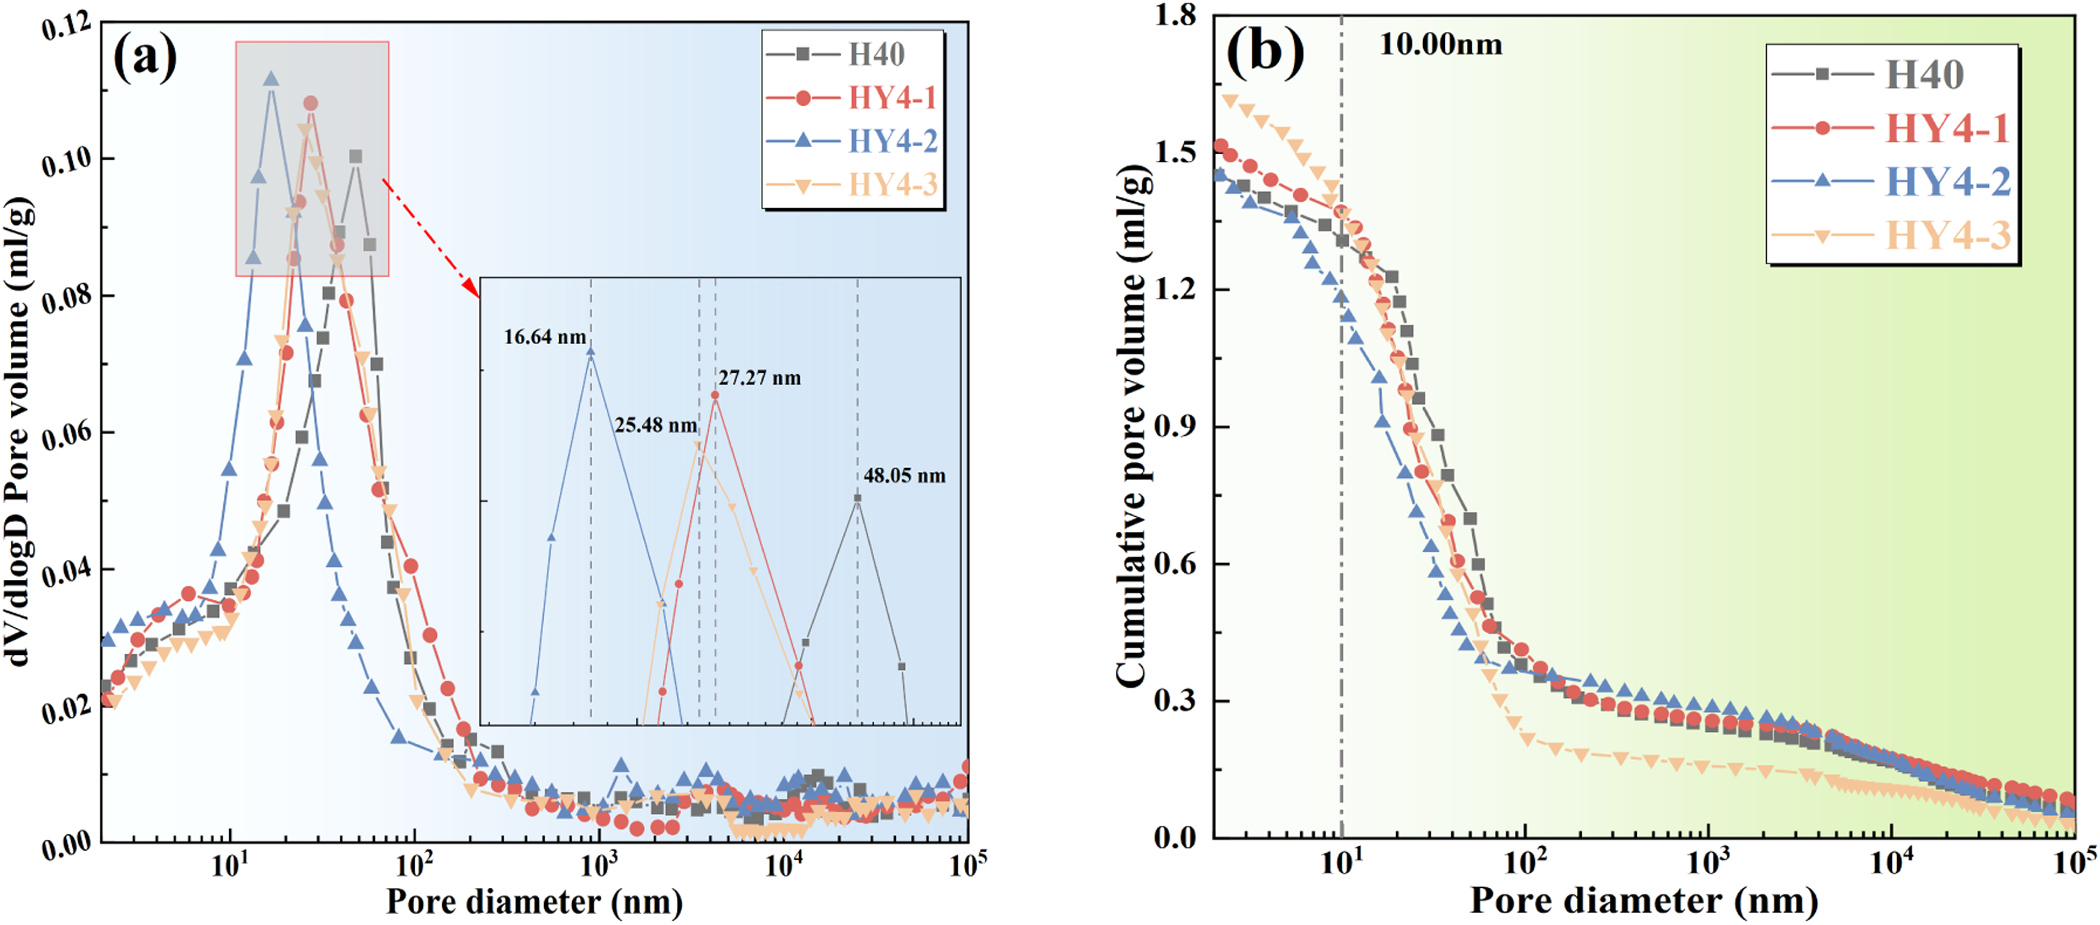 (a)
H40
HY4-1
HY4-2
HY4-3
dV/dlogD Pore volume (ml/g)
0.12
0.10
0.08
0.06
0.04
0.02
0.00
16.64 nm
27.27 nm
25.48 nm
48.05 nm
10¹ 10² 10³ 10⁴ 10⁵
Pore diameter (nm)
(b)
10.00nm
H40
HY4-1
HY4-2
HY4-3
Cumulative pore volume (ml/g)
1.8
1.5
1.2
0.9
0.6
0.3
0.0
10¹ 10² 10³ 10⁴ 10⁵
Pore diameter (nm)